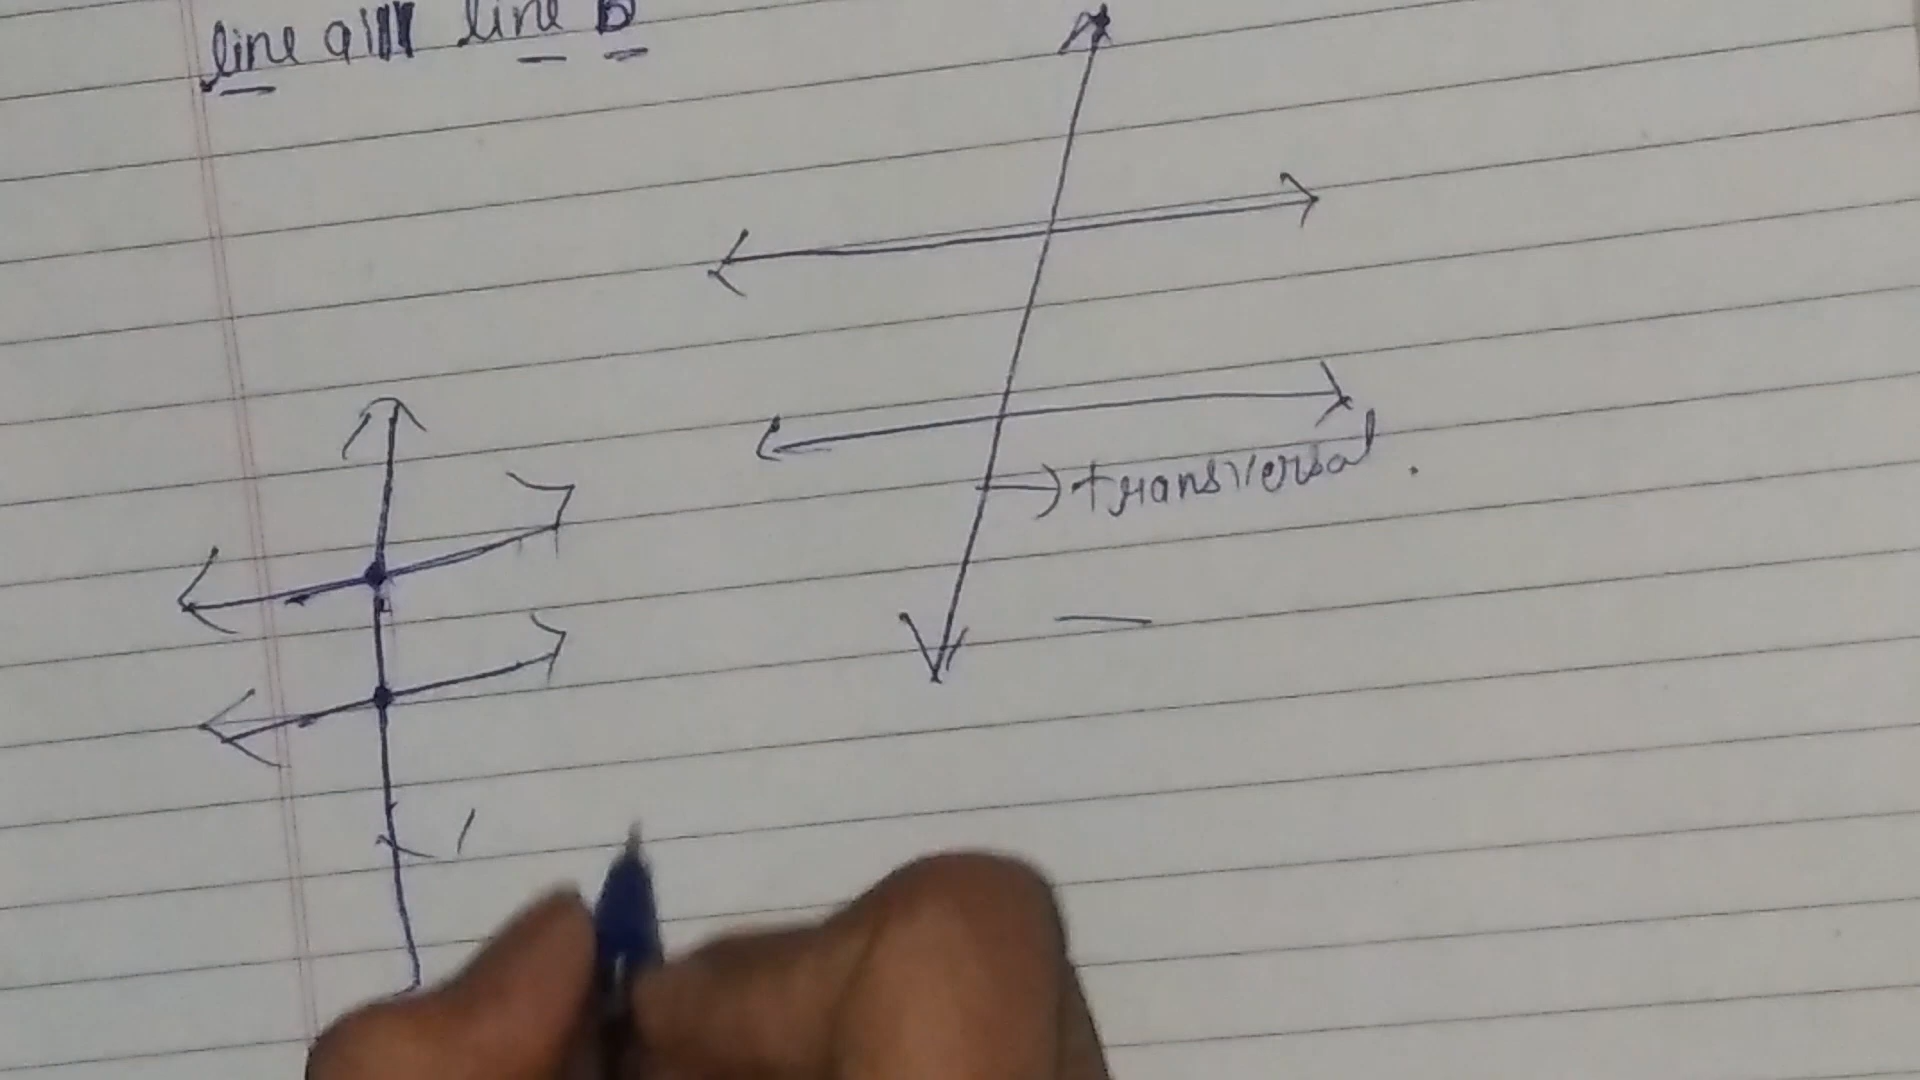 line a || line b
transversal .